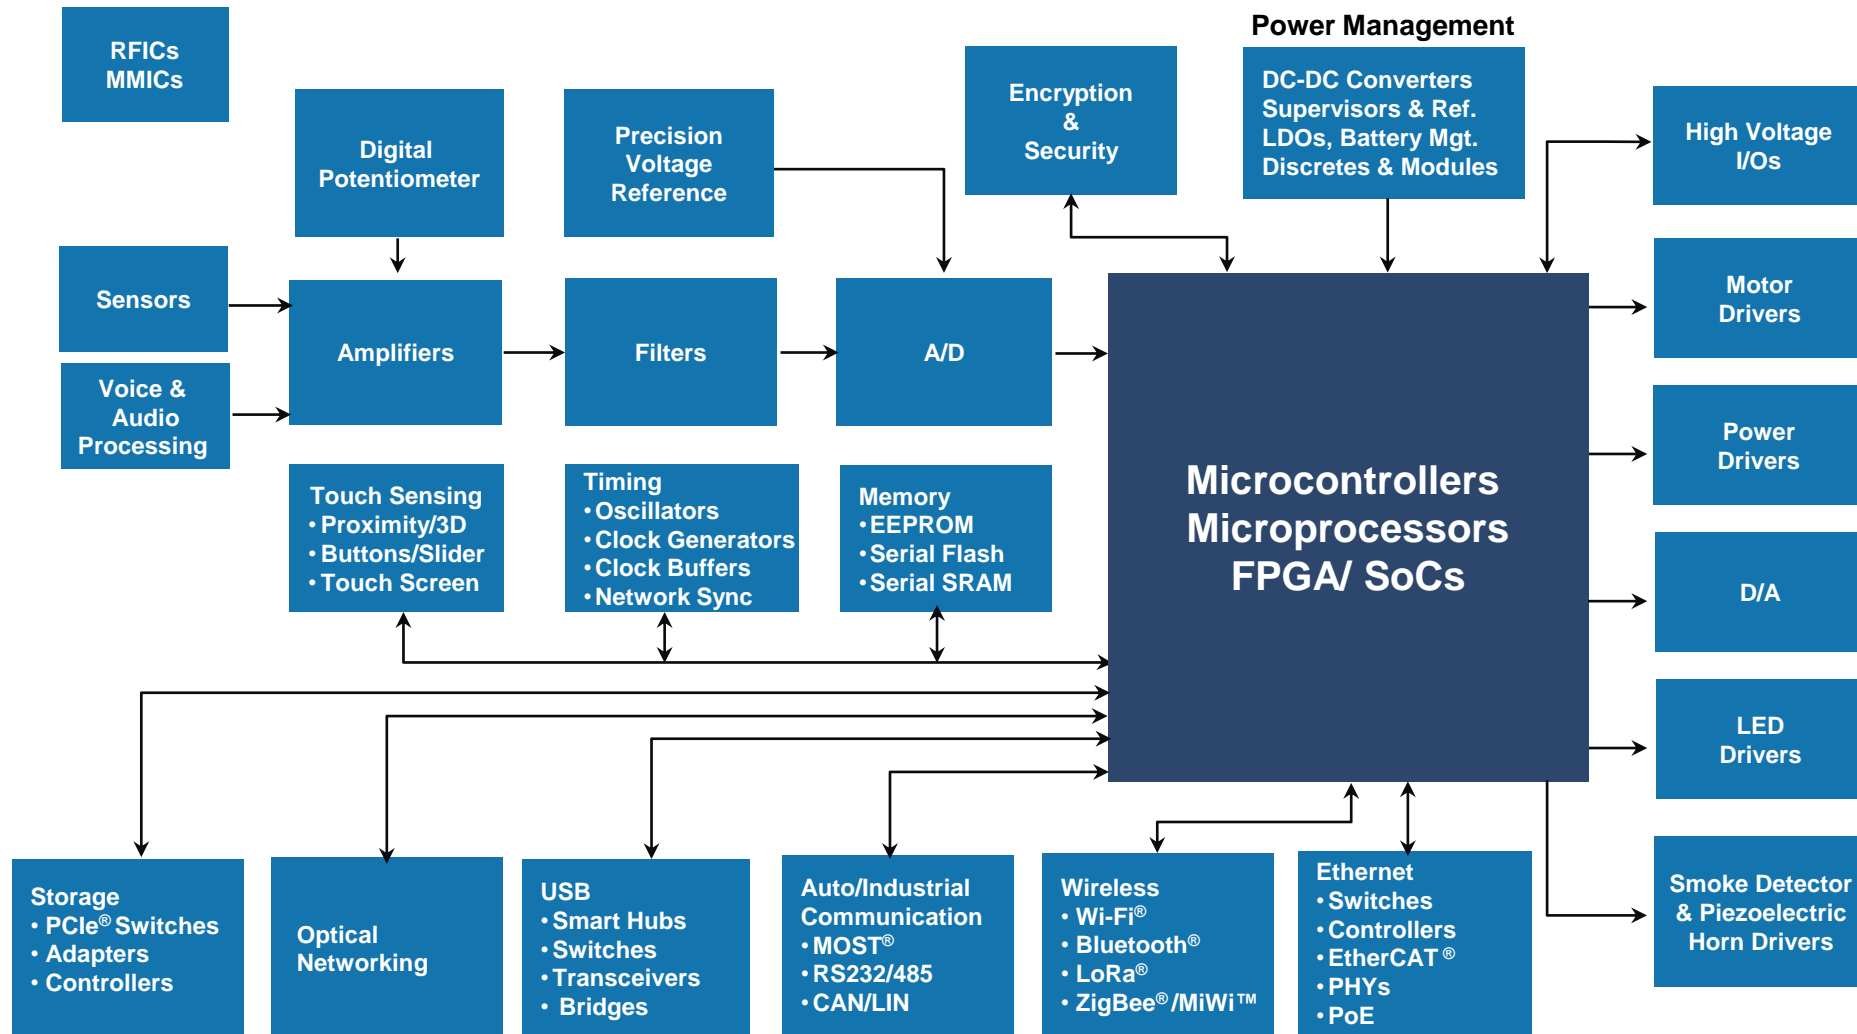 Power Management
RFICs
MMICs
Digital
Potentiometer
Precision
Voltage
Reference
Encryption
&
Security
DC-DC Converters
Supervisors & Ref.
LDOs, Battery Mgt.
Discretes & Modules
High Voltage
I/Os
Sensors
Voice &
Audio
Processing
Amplifiers
Filters
A/D
Motor
Drivers
Power
Drivers
Touch Sensing
• Proximity/3D
• Buttons/Slider
• Touch Screen
Timing
• Oscillators
• Clock Generators
• Clock Buffers
• Network Sync
Memory
• EEPROM
• Serial Flash
• Serial SRAM
Microcontrollers
Microprocessors
FPGA/ SoCs
D/A
LED
Drivers
Storage
• PCIe® Switches
• Adapters
• Controllers
Optical
Networking
USB
• Smart Hubs
• Switches
• Transceivers
• Bridges
Auto/Industrial
Communication
• MOST®
• RS232/485
• CAN/LIN
Wireless
• Wi-Fi®
• Bluetooth®
• LoRa®
• ZigBee® /MiWi™
Ethernet
• Switches
• Controllers
• EtherCAT ®
• PHYs
• PoE
Smoke Detector
& Piezoelectric
Horn Drivers